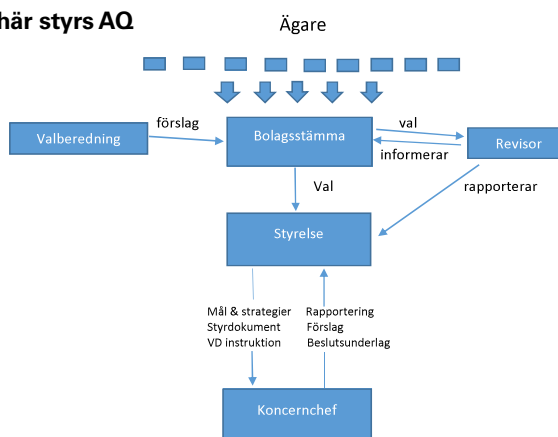 här styrs AQ
Ägare
förslag
val
Valberedning
Bolagsstämma
Revisor
informerar
Val
rapporterar
Styrelse
Mål & strategier
Styrdokument
VD instruktion
Rapportering
Förslag
Beslutsunderlag
Koncernchef